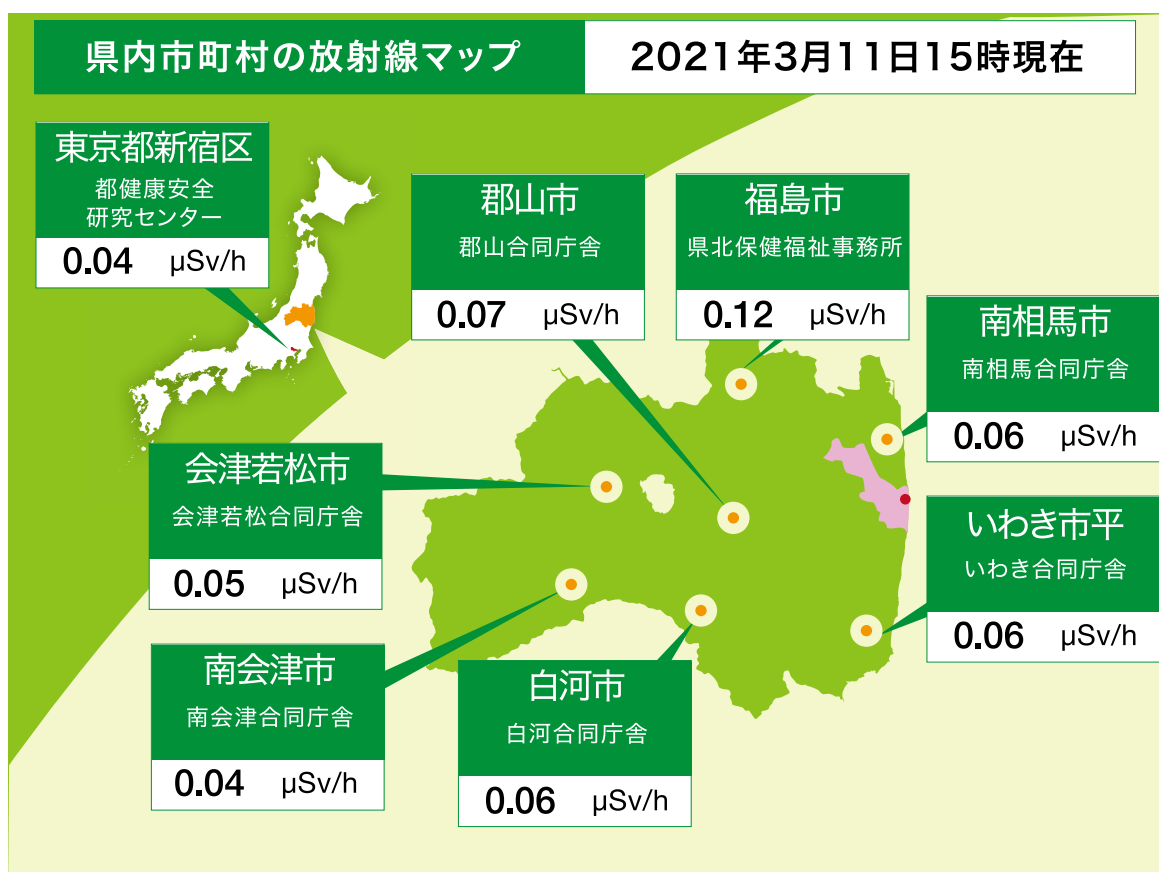 県内市町村の放射線マップ
2021年3月11日15時現在
東京都新宿区
都健康安全
研究センター
0.04 μSv/h
郡山市
郡山合同庁舎
0.07 μSv/h
福島市
県北保健福祉事務所
0.12 μSv/h
南相馬市
南相馬合同庁舎
0.06 μSv/h
会津若松市
会津若松合同庁舎
0.05 μSv/h
いわき市平
いわき合同庁舎
0.06 μSv/h
南会津市
南会津合同庁舎
0.04 μSv/h
白河市
白河合同庁舎
0.06 μSv/h